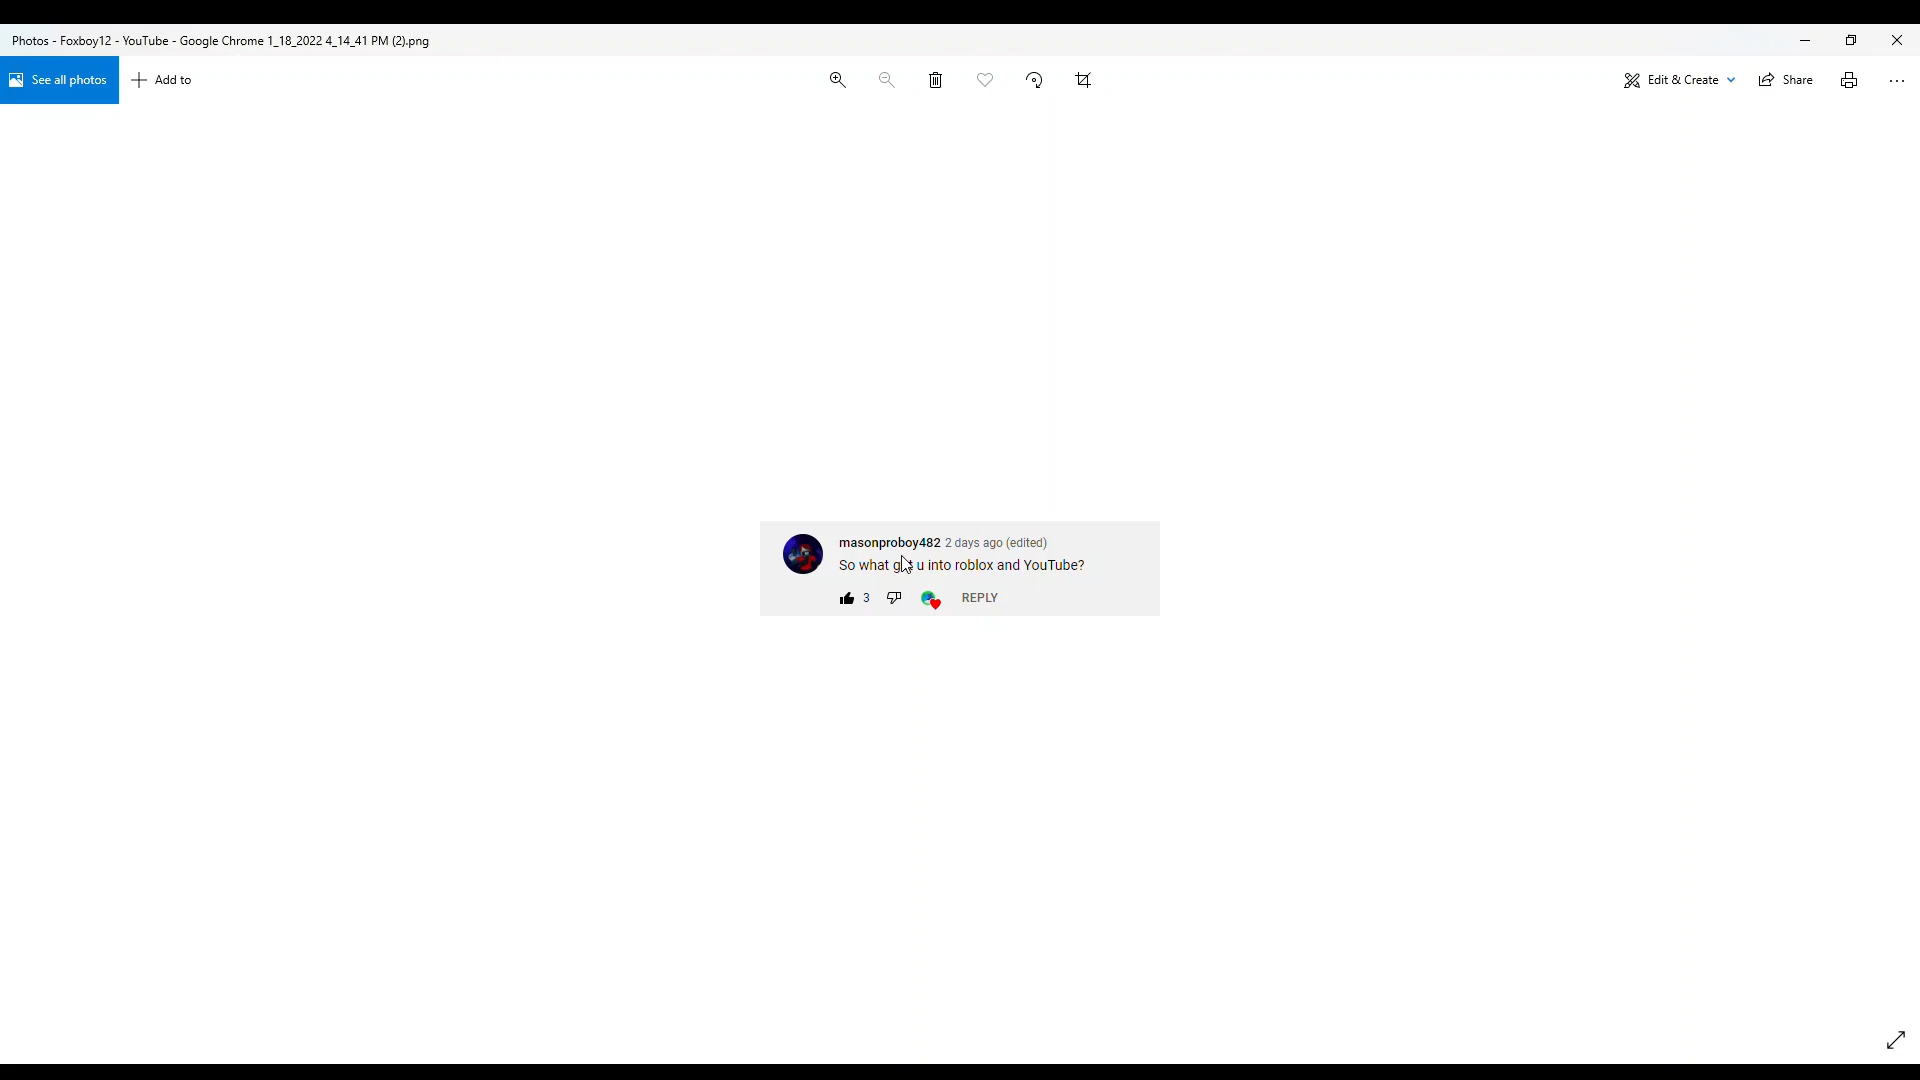 Photos - Foxboy12 - YouTube - Google Chrome 1_18_2022 4_14_41 PM (2).png
See all photos
Add to
Edit & Create
Share
masonproboy482 2 days ago (edited)
So what u into roblox and YouTube?
3
REPLY